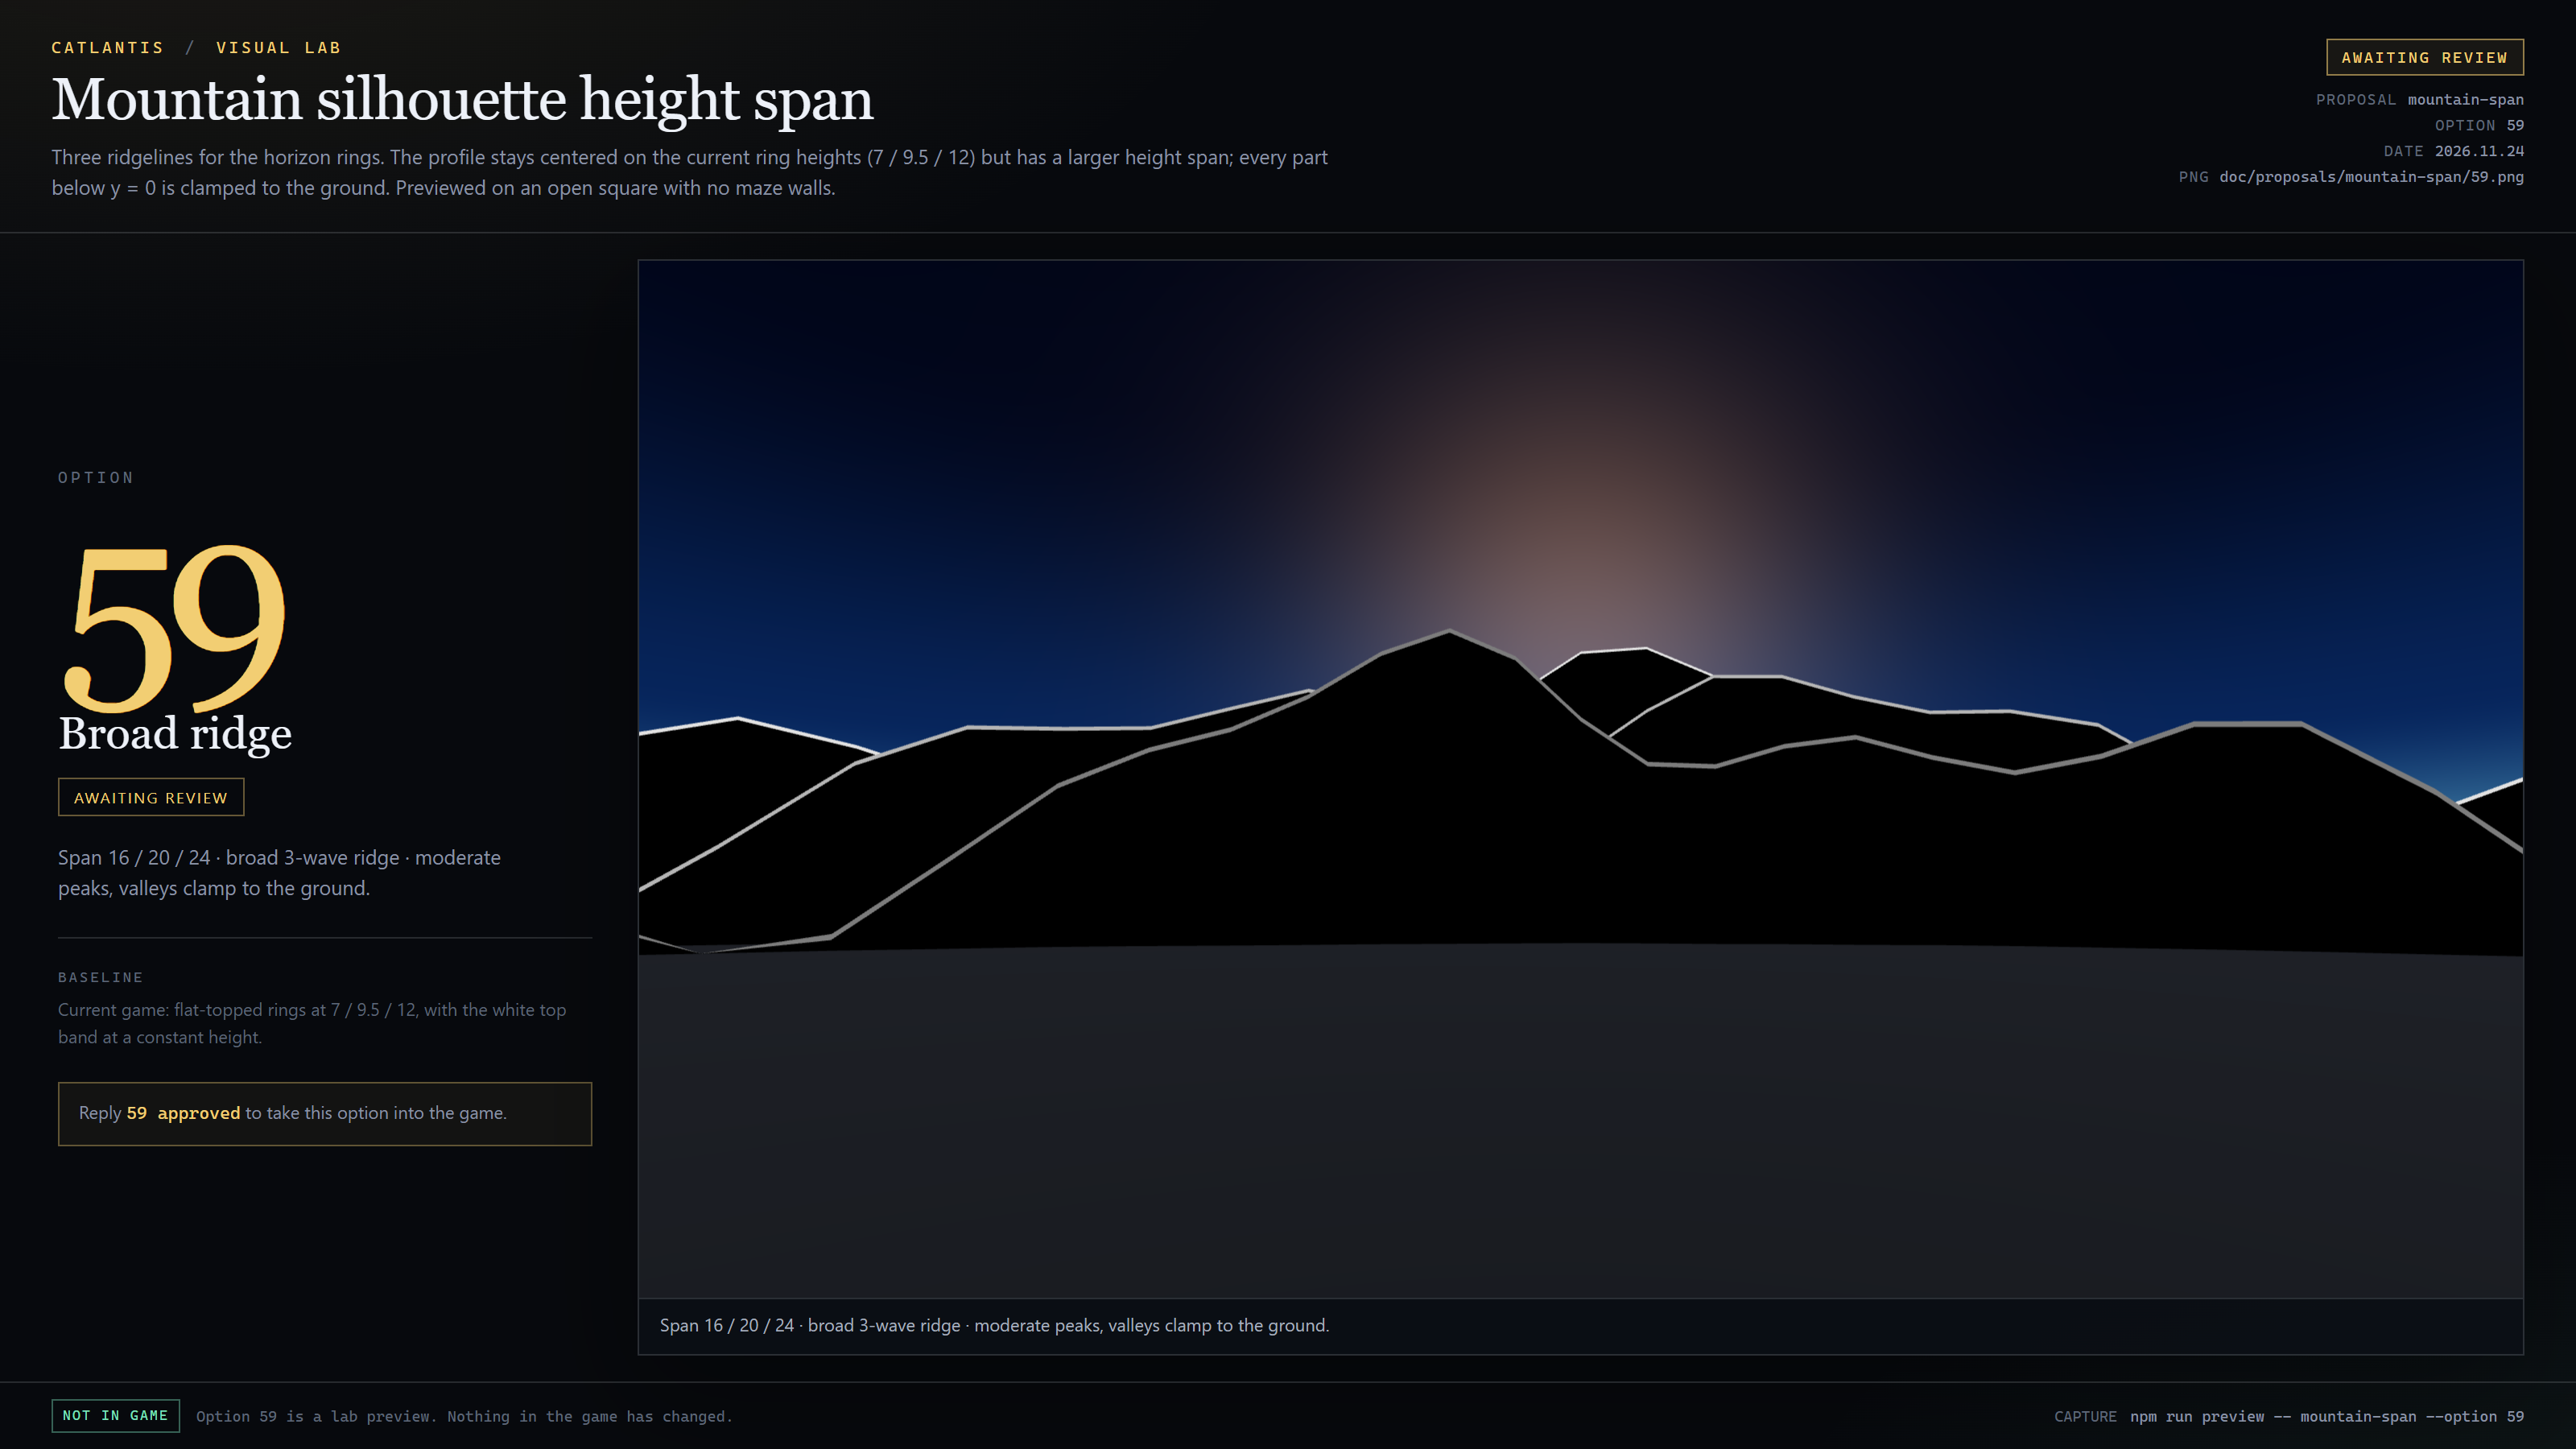 CATLANTIS / VISUAL LAB
Mountain silhouette height span
Three ridgelines for the horizon rings. The profile stays centered on the current ring heights (7 / 9.5 / 12) but has a larger height span; every part
below y = 0 is clamped to the ground. Previewed on an open square with no maze walls.
AWAITING REVIEW
PROPOSAL mountain-span
OPTION 59
DATE 2026.11.24
PNG doc/proposals/mountain-span/59.png
OPTION
59
Broad ridge
AWAITING REVIEW
Span 16 / 20 / 24 · broad 3-wave ridge · moderate
peaks, valleys clamp to the ground.
BASELINE
Current game: flat-topped rings at 7 / 9.5 / 12, with the white top
band at a constant height.
Reply 59 approved to take this option into the game.
Span 16 / 20 / 24 · broad 3-wave ridge · moderate peaks, valleys clamp to the ground.
NOT IN GAME Option 59 is a lab preview. Nothing in the game has changed.
CAPTURE npm run preview -- mountain-span --option 59